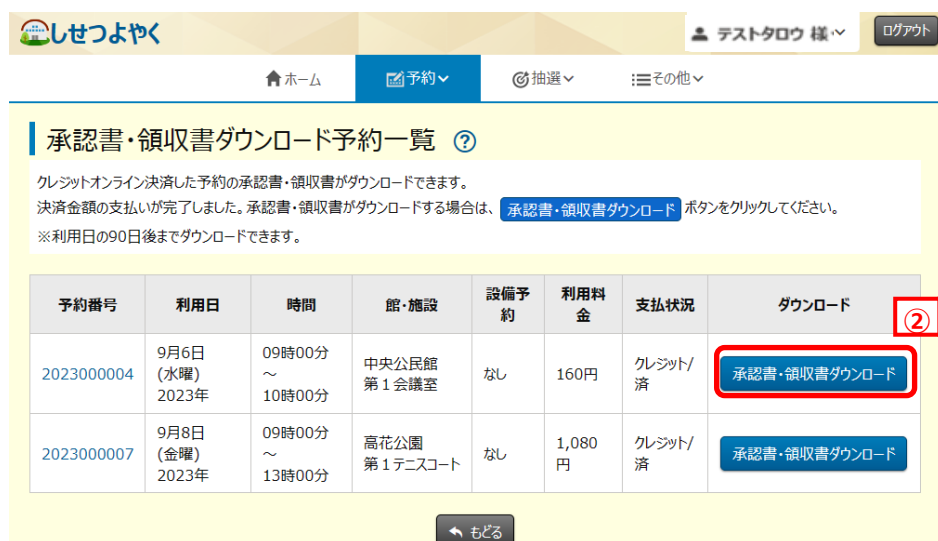 しせつよやく
テストタロウ 様
ログアウト
ホーム
予約
抽選
その他
承認書・領収書ダウンロード予約一覧 ?
クレジットオンライン決済した予約の承認書・領収書がダウンロードできます。
決済金額の支払いが完了しました。承認書・領収書がダウンロードする場合は、 承認書・領収書ダウンロード ボタンをクリックしてください。
※利用日の90日後までダウンロードできます。
予約番号 利用日 時間 館・施設 設備予約 利用料金 支払状況 ダウンロード
②
2023000004 9月6日(水曜)2023年 09時00分～10時00分 中央公民館 第1会議室 なし 160円 クレジット/済 承認書・領収書ダウンロード
2023000007 9月8日(金曜)2023年 09時00分～13時00分 高花公園 第1テニスコート なし 1,080円 クレジット/済 承認書・領収書ダウンロード
もどる